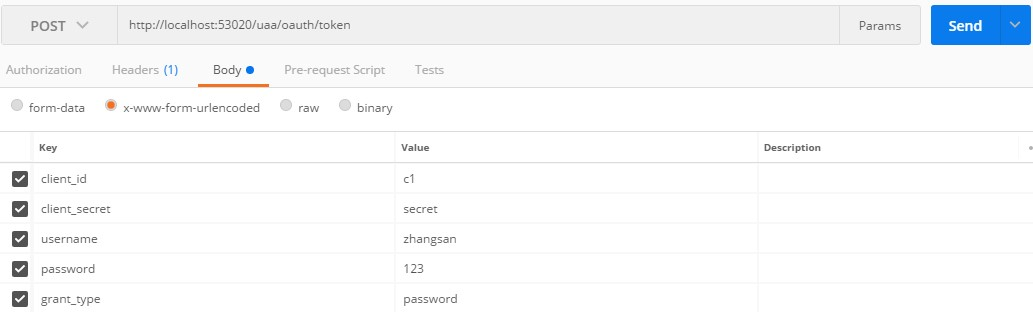 POST http://localhost:53020/uaa/oauth/token Params Send
Authorization Headers (1) Body Pre-request Script Tests
form-data x-www-form-urlencoded raw binary
Key Value Description
client_id c1
client_secret secret
username zhangsan
password 123
grant_type password